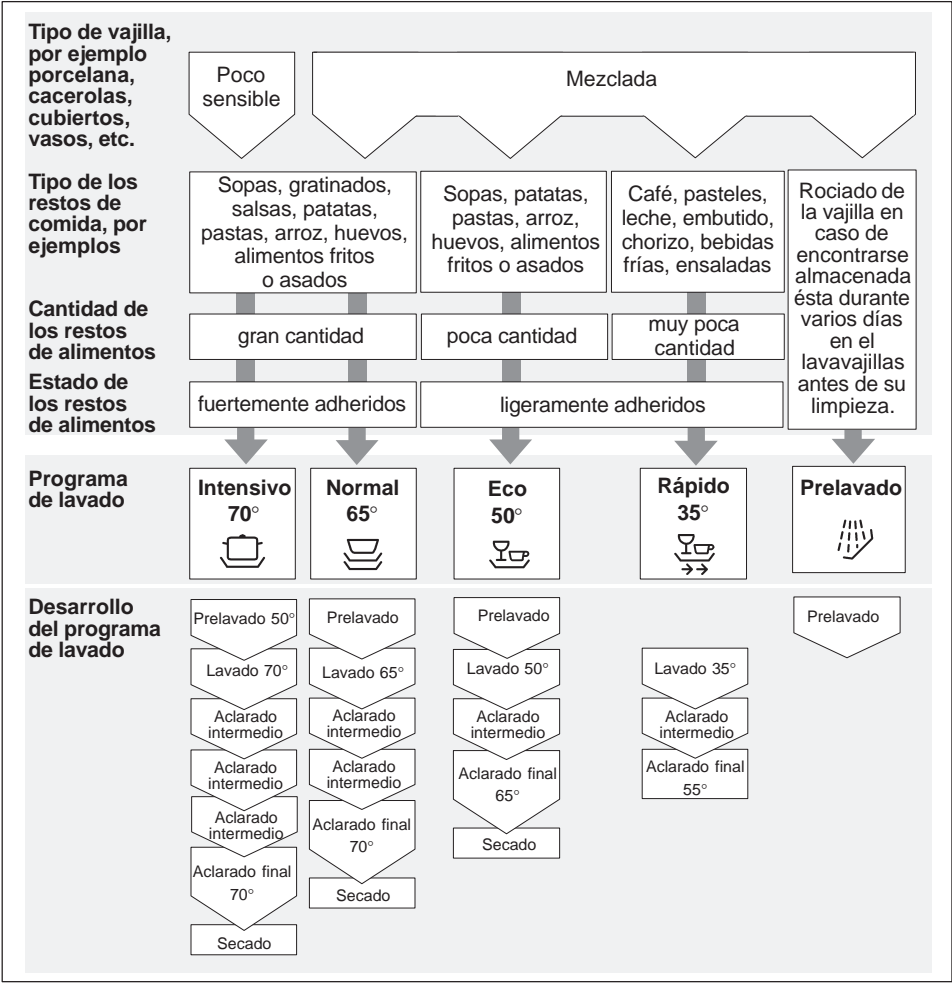 Tipo de vajilla,
por ejemplo
porcelana,
cacerolas,
cubiertos,
vasos, etc.
Poco
sensible
Mezclada
Tipo de los
restos de
comida, por
ejemplos
Sopas, gratinados,
salsas, patatas,
pastas, arroz, huevos,
alimentos fritos
o asados
Sopas, patatas,
pastas, arroz,
huevos, alimentos
fritos o asados
Café, pasteles,
leche, embutido,
chorizo, bebidas
frías, ensaladas
Rociado de
la vajilla en
caso de
encontrarse
almacenada
ésta durante
varios días
en el
lavavajillas
antes de su
limpieza.
Cantidad de
los restos
de alimentos
gran cantidad
poca cantidad
muy poca
cantidad
Estado de
los restos
de alimentos
fuertemente adheridos
ligeramente adheridos
Programa
de lavado
Intensivo
70°
Normal
65°
Eco
50°
Rápido
35°
Prelavado
Desarrollo
del programa
de lavado
Prelavado 50°
Lavado 70°
Aclarado
intermedio
Aclarado
intermedio
Aclarado
intermedio
Aclarado final
70°
Secado
Prelavado
Lavado 65°
Aclarado
intermedio
Aclarado
intermedio
Aclarado final
70°
Secado
Prelavado
Lavado 50°
Aclarado
intermedio
Aclarado final
65°
Secado
Lavado 35°
Aclarado
intermedio
Aclarado final
55°
Prelavado